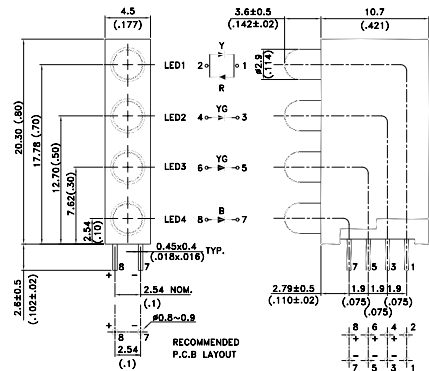 4.5
(.177)
3.6±0.5
(.142±.02)
10.7
(.421)
ø2.9
(.114)
20.30 (.80)
17.78 (.70)
12.70 (.50)
7.62(.30)
2.54
(.10)
LED1 2 Y 1
R
LED2 4 YG 3
LED3 6 YG 5
LED4 8 B 7
0.45x0.4 TYP.
(.018x.016)
8 7
+ −
2.6±0.5
(.102±.02)
2.54 NOM.
(.1)
ø0.8~0.9
+ −
8 7
2.54
(.1)
RECOMMENDED
P.C.B LAYOUT
7 5 3 1
2.79±0.5
(.110±.02)
1.9 1.9 1.9
(.075) (.075)
(.075)
8 6 4 2
+ + +
− − −
7 5 3 1